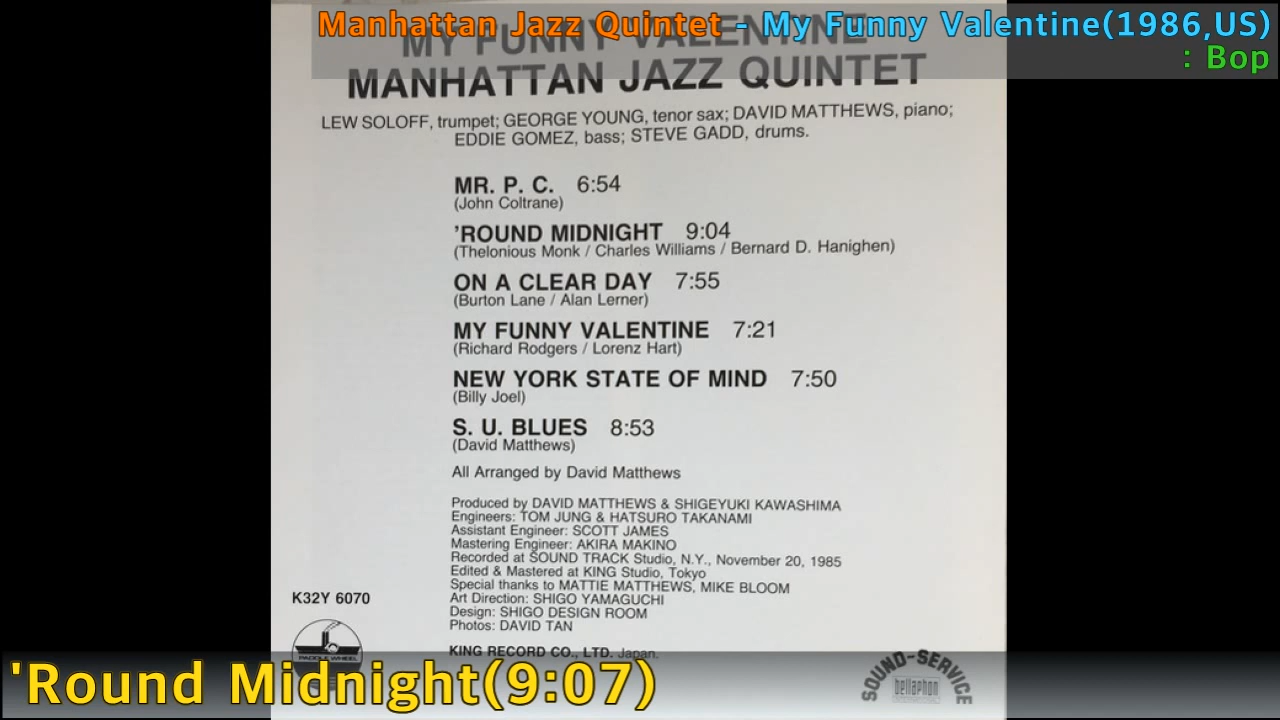 Manhattan Jazz Quintet - My Funny Valentine(1986,US)
: Bop
MY FUNNY VALENTINE
MANHATTAN JAZZ QUINTET
LEW SOLOFF, trumpet; GEORGE YOUNG, tenor sax; DAVID MATTHEWS, piano;
EDDIE GOMEZ, bass; STEVE GADD, drums.
MR. P. C. 6:54
(John Coltrane)
'ROUND MIDNIGHT 9:04
(Thelonious Monk / Charles Williams / Bernard D. Hanighen)
ON A CLEAR DAY 7:55
(Burton Lane / Alan Lerner)
MY FUNNY VALENTINE 7:21
(Richard Rodgers / Lorenz Hart)
NEW YORK STATE OF MIND 7:50
(Billy Joel)
S. U. BLUES 8:53
(David Matthews)
All Arranged by David Matthews
Produced by DAVID MATTHEWS & SHIGEYUKI KAWASHIMA
Engineers: TOM JUNG & HATSURO TAKANAMI
Assistant Engineer: SCOTT JAMES
Mastering Engineer: AKIRA MAKINO
Recorded at SOUND TRACK Studio, N.Y., November 20, 1985
Edited & Mastered at KING Studio, Tokyo
Special thanks to MATTIE MATTHEWS, MIKE BLOOM
Art Direction: SHIGO YAMAGUCHI
Design: SHIGO DESIGN ROOM
Photos: DAVID TAN
K32Y 6070
PADDLE WHEEL
KING RECORD CO., LTD. Japan.
SOUND-SERVICE
bellaphon
'Round Midnight(9:07)